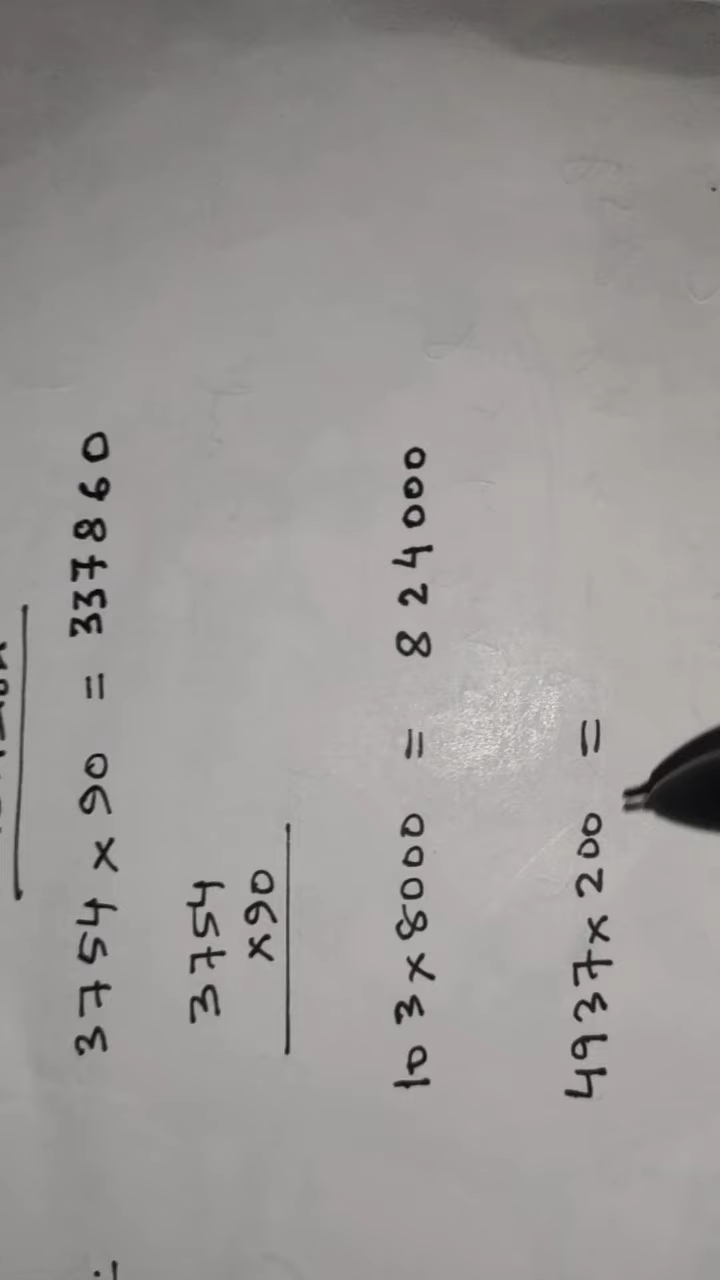 3754 x 90 = 337860
3754
x90
103 x 8000 = 824000
4937 x 200 =